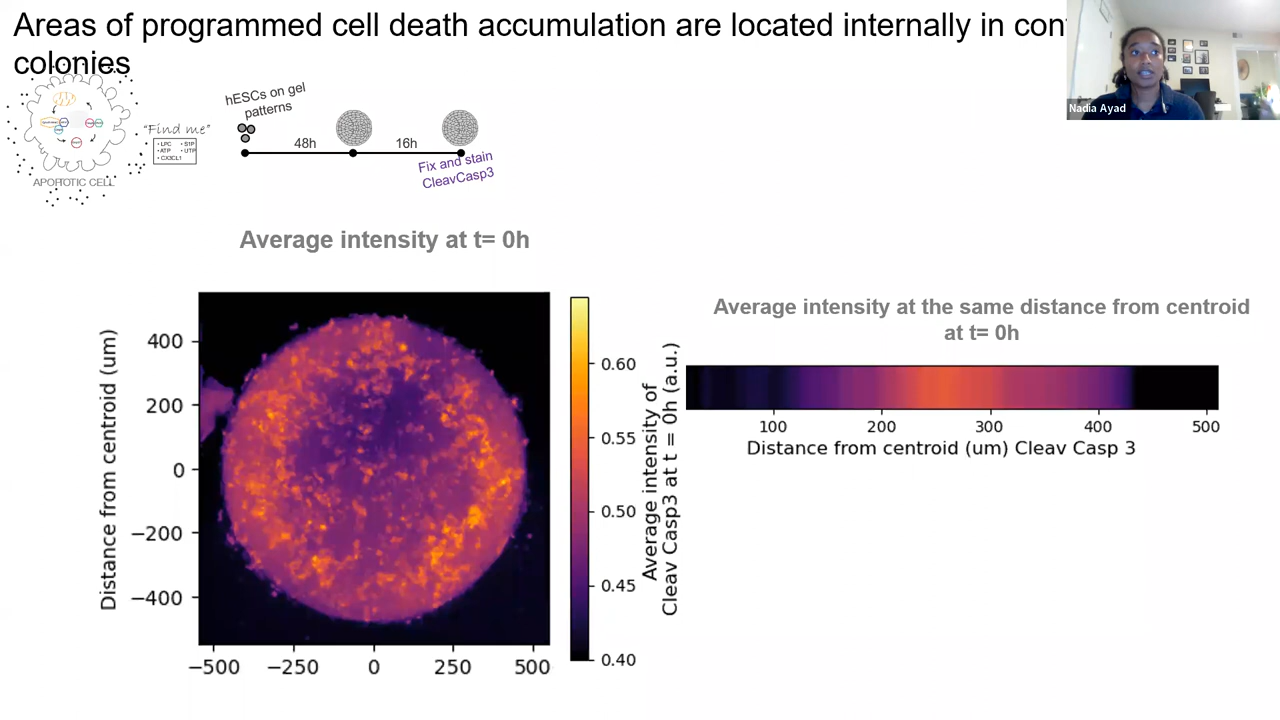 Areas of programmed cell death accumulation are located internally in con
colonies
Nadia Ayad
hESCs on gel
patterns
"Find me"
• LPC • S1P
• ATP • UTP
• CX3CL1
APOPTOTIC CELL
48h
16h
Fix and stain
CleavCasp3
Average intensity at t= 0h
Distance from centroid (um)
400
200
0
−200
−400
−500
−250
0
250
500
0.60
0.55
0.50
0.45
0.40
Average intensity of
Cleav Casp3 at t = 0h (a.u.)
Average intensity at the same distance from centroid
at t= 0h
100
200
300
400
500
Distance from centroid (um) Cleav Casp 3